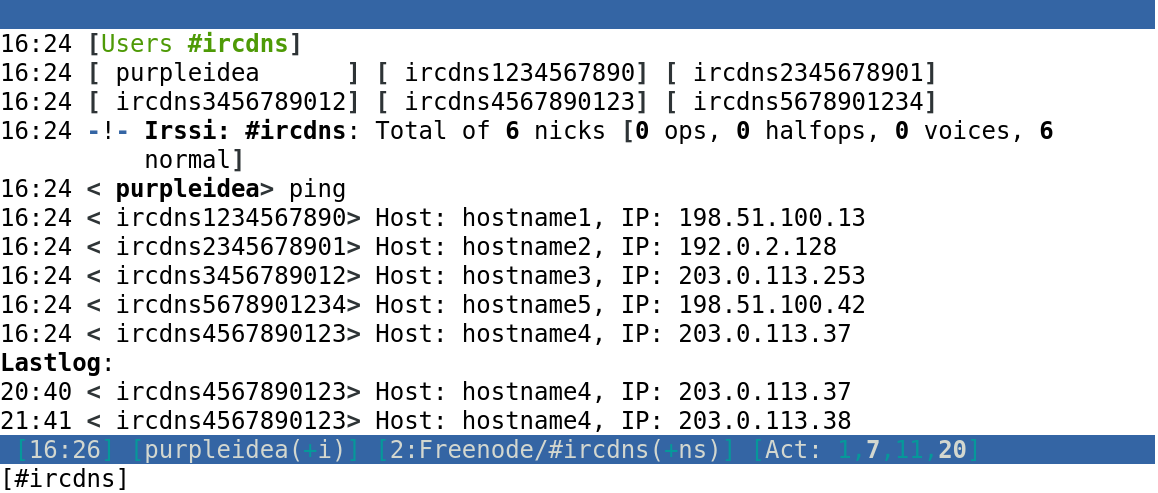 16:24 [Users #ircdns]
16:24 [ purpleidea      ] [ ircdns1234567890] [ ircdns2345678901]
16:24 [ ircdns3456789012] [ ircdns4567890123] [ ircdns5678901234]
16:24 -!- Irssi: #ircdns: Total of 6 nicks [0 ops, 0 halfops, 0 voices, 6
          normal]
16:24 < purpleidea> ping
16:24 < ircdns1234567890> Host: hostname1, IP: 198.51.100.13
16:24 < ircdns2345678901> Host: hostname2, IP: 192.0.2.128
16:24 < ircdns3456789012> Host: hostname3, IP: 203.0.113.253
16:24 < ircdns5678901234> Host: hostname5, IP: 198.51.100.42
16:24 < ircdns4567890123> Host: hostname4, IP: 203.0.113.37
Lastlog:
20:40 < ircdns4567890123> Host: hostname4, IP: 203.0.113.37
21:41 < ircdns4567890123> Host: hostname4, IP: 203.0.113.38
 [16:26] [purpleidea(+i)] [2:Freenode/#ircdns(+ns)] [Act: 1,7,11,20]
[#ircdns]